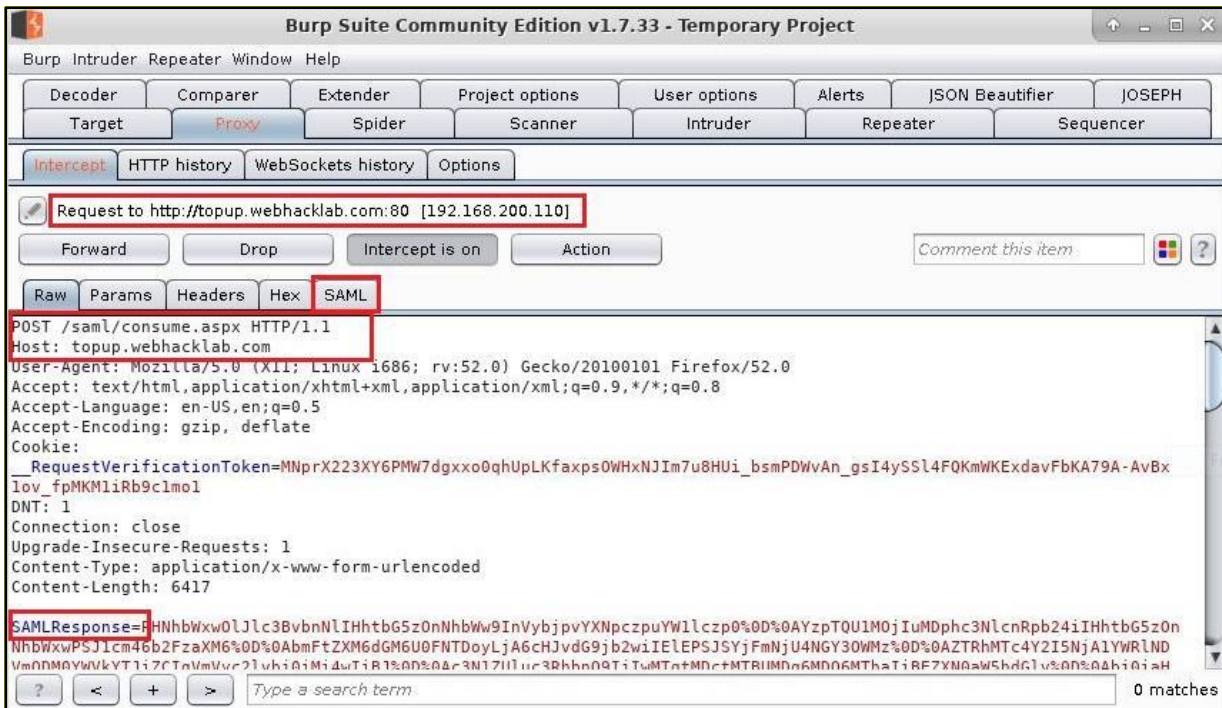 Burp Suite Community Edition v1.7.33 - Temporary Project
Burp Intruder Repeater Window Help
Decoder Comparer Extender Project options User options Alerts JSON Beautifier JOSEPH
Target Proxy Spider Scanner Intruder Repeater Sequencer
Intercept HTTP history WebSockets history Options
Request to http://topup.webhacklab.com:80 [192.168.200.110]
Forward Drop Intercept is on Action Comment this item ?
Raw Params Headers Hex SAML
POST /saml/consume.aspx HTTP/1.1
Host: topup.webhacklab.com
User-Agent: Mozilla/5.0 (X11; Linux i686; rv:52.0) Gecko/20100101 Firefox/52.0
Accept: text/html,application/xhtml+xml,application/xml;q=0.9,*/*;q=0.8
Accept-Language: en-US,en;q=0.5
Accept-Encoding: gzip, deflate
Cookie:
__RequestVerificationToken=MNprX223XY6PMW7dgxxo0qhUpLKfaxpsOWHxNJIm7u8HUi_bsmPDWvAn_gsI4ySSl4FQKmWKExdavFbKA79A-AvBx
1ov_fpMKM1iRb9c1mo1
DNT: 1
Connection: close
Upgrade-Insecure-Requests: 1
Content-Type: application/x-www-form-urlencoded
Content-Length: 6417
SAMLResponse=PHNhbWxwOlJlc3BvbnNlIHhtbG5zOnNhbWw9InVybjpvYXNpczpuYW1lczp0%0D%0AYzpTQU1MOjIuMDphc3NlcnRpb24iIHhtbG5zOn
NhbWxwPSJ1cm46b2FzaXM6%0D%0AbmFtZXM6dGM6U0FNTDoyLjA6cHJvdG9jb2wiIElEPSJSYjFmNjU4NGY3OWMz%0D%0AZTRhMTc4Y2I5NjA1YWRlND
? < + > Type a search term 0 matches